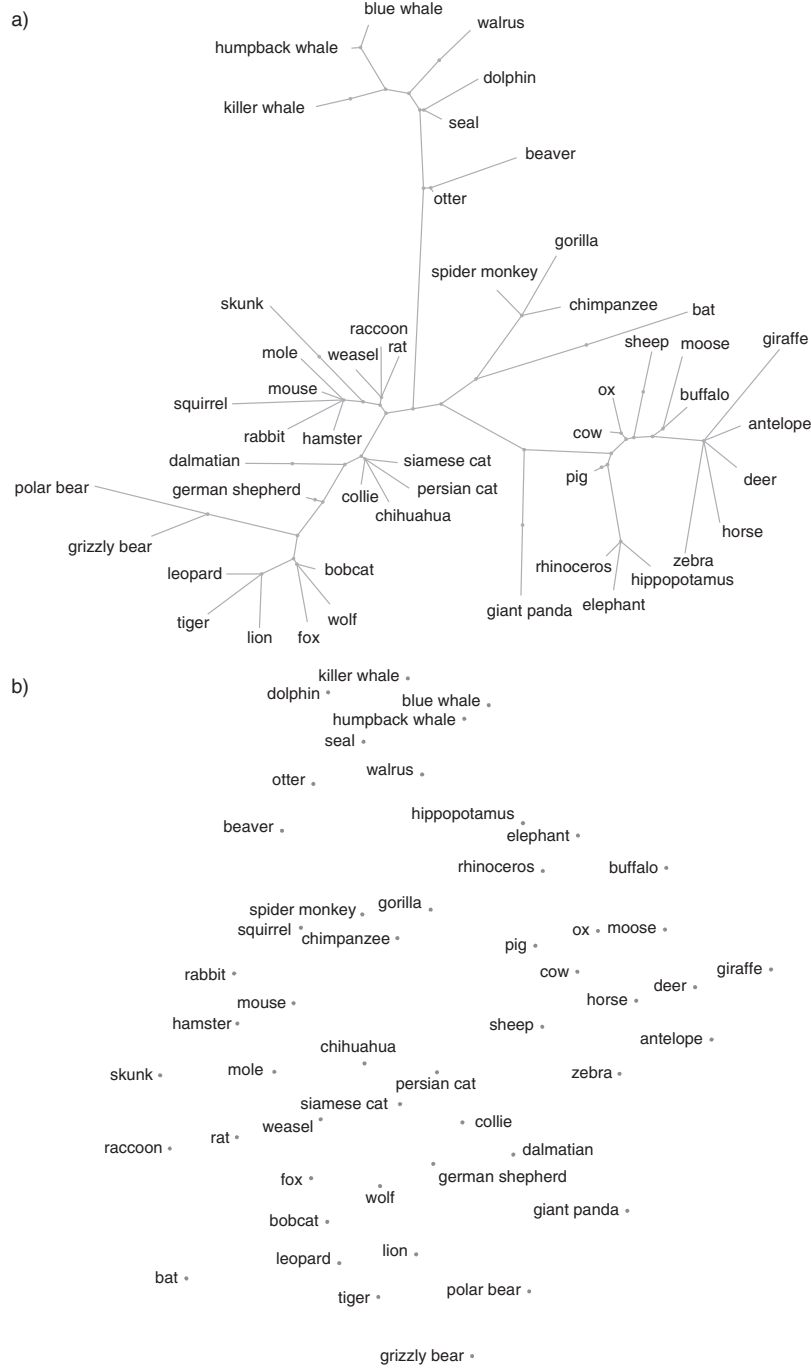 a)
blue whale
walrus
humpback whale
dolphin
killer whale
seal
beaver
otter
gorilla
spider monkey
chimpanzee
skunk
bat
raccoon
rat
giraffe
mole
weasel
sheep
moose
mouse
ox
buffalo
squirrel
antelope
rabbit
hamster
cow
dalmatian
siamese cat
pig
deer
polar bear
german shepherd
collie
persian cat
chihuahua
horse
grizzly bear
zebra
leopard
bobcat
rhinoceros
hippopotamus
tiger
wolf
giant panda
elephant
lion
fox
b)
killer whale
dolphin
blue whale
humpback whale
seal
walrus
otter
hippopotamus
beaver
elephant
rhinoceros
buffalo
spider monkey
gorilla
squirrel
chimpanzee
ox
moose
pig
rabbit
cow
giraffe
deer
mouse
horse
hamster
sheep
antelope
chihuahua
skunk
mole
persian cat
zebra
siamese cat
weasel
collie
rat
raccoon
dalmatian
fox
german shepherd
wolf
giant panda
bobcat
lion
leopard
bat
tiger
polar bear
grizzly bear